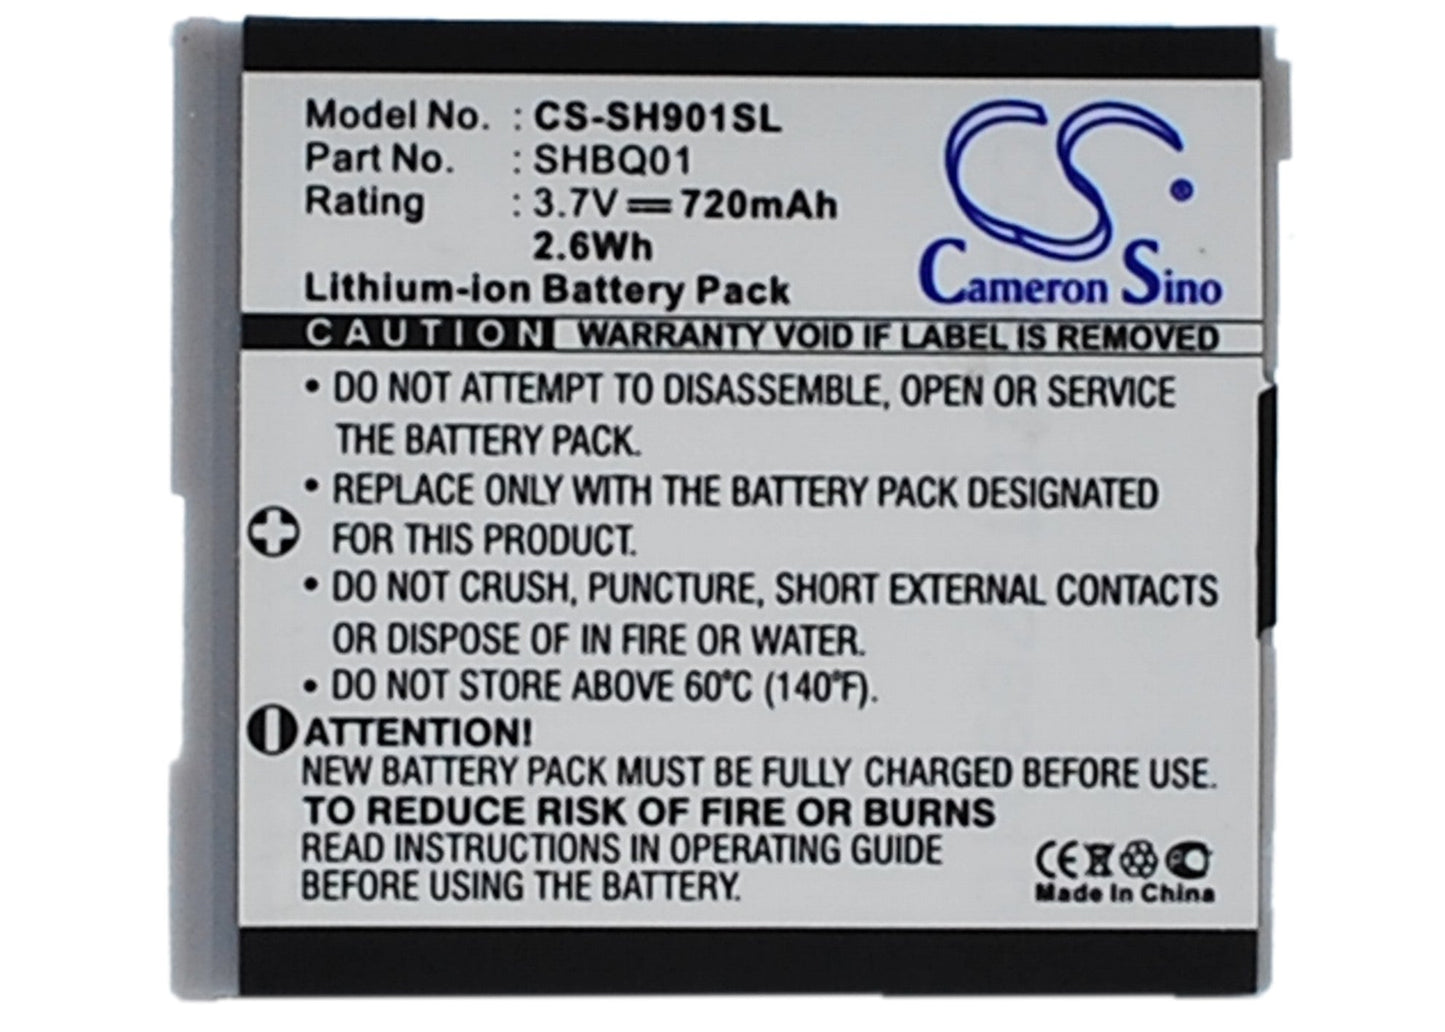 Model No. : CS-SH901SL
Part No. : SHBQ01
Rating : 3.7V⎓720mAh
2.6Wh
Lithium-ion Battery Pack
CS ®
Cameron Sino
CAUTION WARRANTY VOID IF LABEL IS REMOVED
• DO NOT ATTEMPT TO DISASSEMBLE, OPEN OR SERVICE
THE BATTERY PACK.
• REPLACE ONLY WITH THE BATTERY PACK DESIGNATED
FOR THIS PRODUCT.
• DO NOT CRUSH, PUNCTURE, SHORT EXTERNAL CONTACTS
OR DISPOSE OF IN FIRE OR WATER.
• DO NOT STORE ABOVE 60°C (140°F).
ATTENTION!
NEW BATTERY PACK MUST BE FULLY CHARGED BEFORE USE.
TO REDUCE RISK OF FIRE OR BURNS
READ INSTRUCTIONS IN OPERATING GUIDE
BEFORE USING THE BATTERY.
CE
Made In China